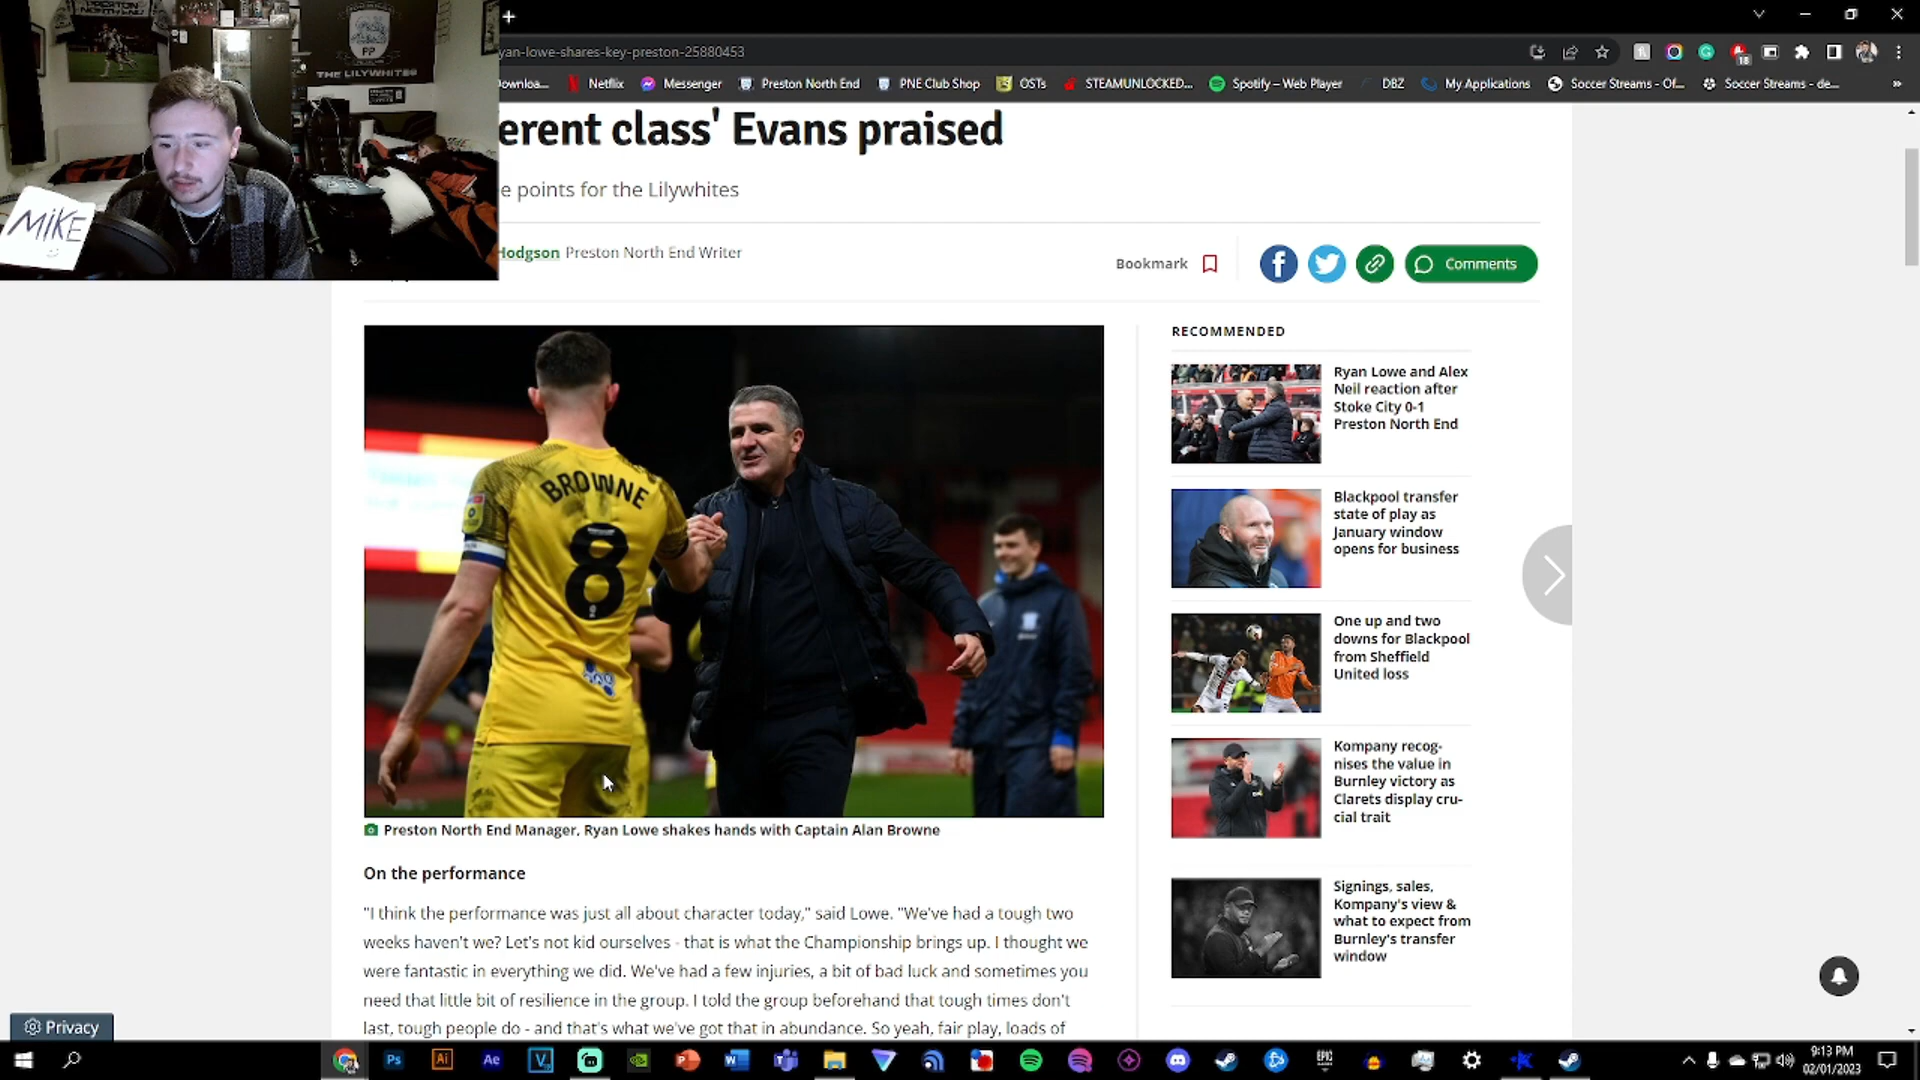 PRESTON
NORTH END
PP
THE LILYWHITES
MIKE
yan-lowe-shares-key-preston-25880453
18
Downloa...
Netflix
Messenger
Preston North End
PNE Club Shop
OSTs
STEAMUNLOCKED...
Spotify – Web Player
DBZ
My Applications
Soccer Streams - Of...
Soccer Streams - de...
»
erent class' Evans praised
e points for the Lilywhites
Hodgson Preston North End Writer
Bookmark
Comments
BROWNE
8
Preston North End Manager, Ryan Lowe shakes hands with Captain Alan Browne
On the performance
"I think the performance was just all about character today," said Lowe. "We've had a tough two
weeks haven't we? Let's not kid ourselves - that is what the Championship brings up. I thought we
were fantastic in everything we did. We've had a few injuries, a bit of bad luck and sometimes you
need that little bit of resilience in the group. I told the group beforehand that tough times don't
last, tough people do - and that's what we've got that in abundance. So yeah, fair play, loads of
RECOMMENDED
Ryan Lowe and Alex
Neil reaction after
Stoke City 0-1
Preston North End
Blackpool transfer
state of play as
January window
opens for business
One up and two
downs for Blackpool
from Sheffield
United loss
Kompany recog-
nises the value in
Burnley victory as
Clarets display cru-
cial trait
Signings, sales,
Kompany's view &
what to expect from
Burnley's transfer
window
Privacy
Ps
Ai
Ae
EPIC
9:13 PM
02/01/2023